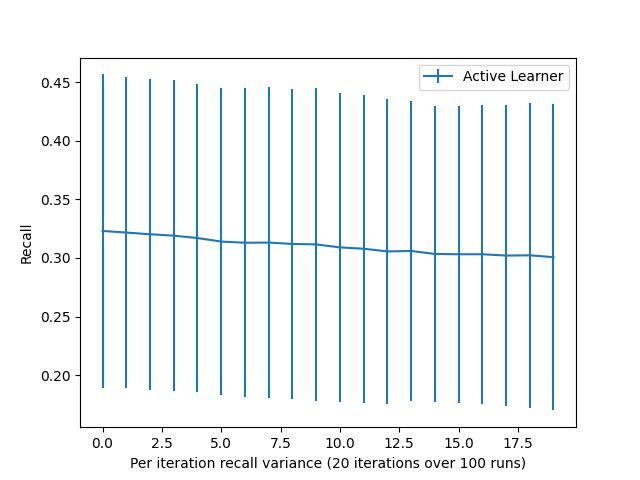 Active Learner
0.45
0.40
0.35
0.30
0.25
0.20
Recall
0.0 2.5 5.0 7.5 10.0 12.5 15.0 17.5
Per iteration recall variance (20 iterations over 100 runs)